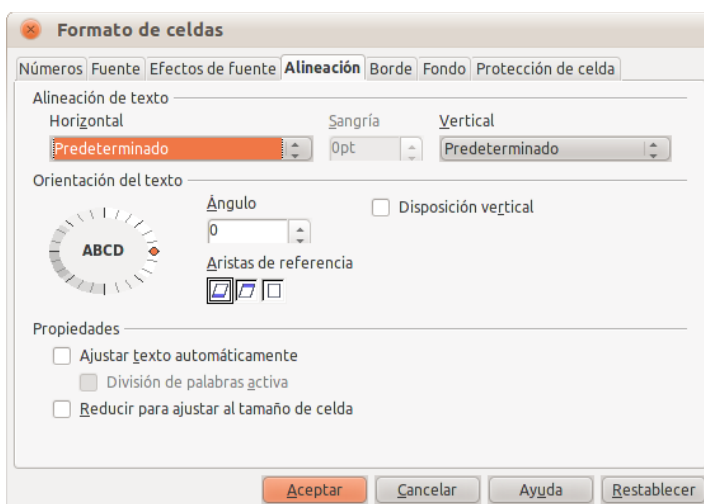 Formato de celdas
Números Fuente Efectos de fuente Alineación Borde Fondo Protección de celda
Alineación de texto
Horizontal Sangría Vertical
Predeterminado 0pt Predeterminado
Orientación del texto
Ángulo
Disposición vertical
0
ABCD
Aristas de referencia
Propiedades
Ajustar texto automáticamente
División de palabras activa
Reducir para ajustar al tamaño de celda
Aceptar Cancelar Ayuda Restablecer